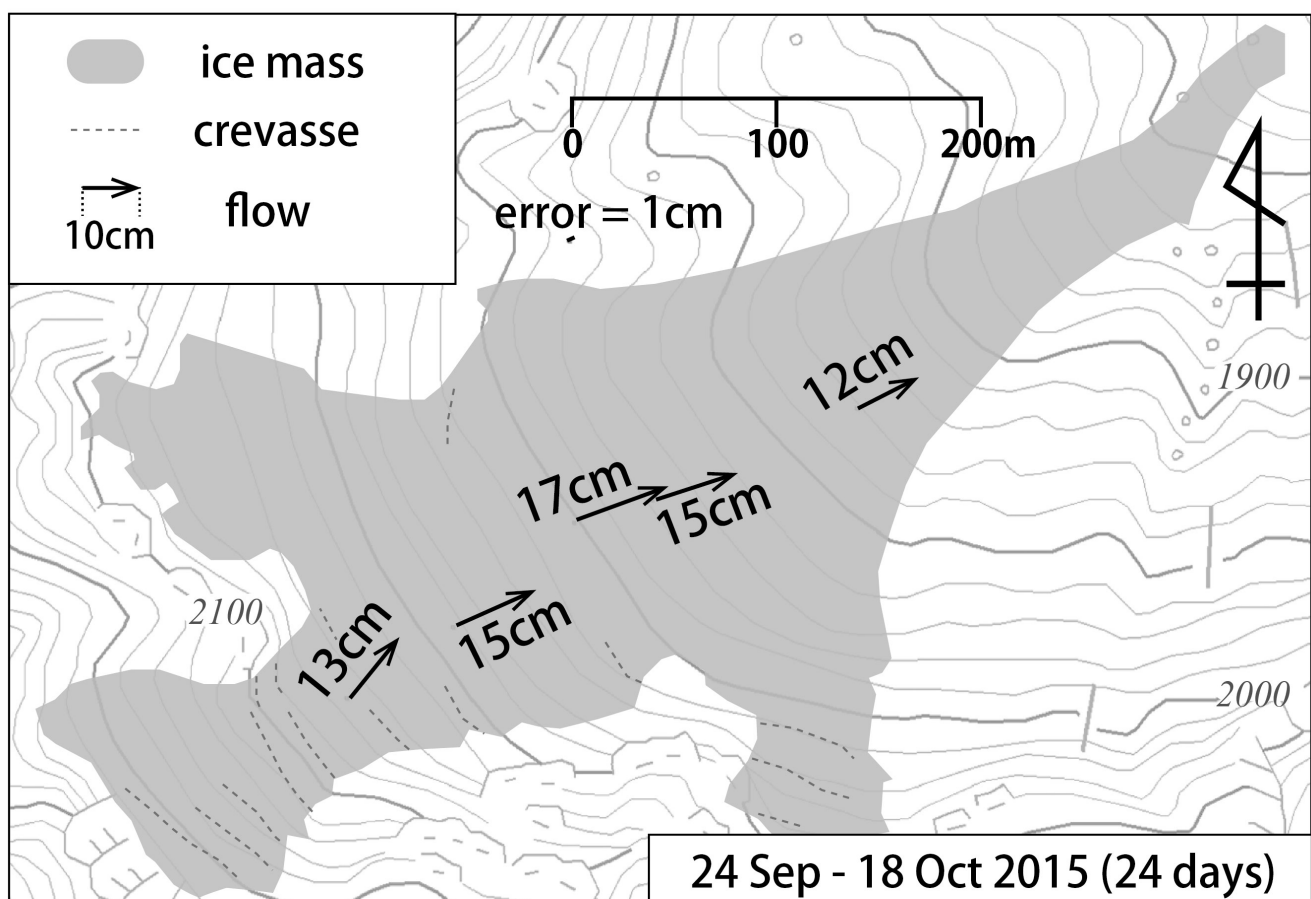 ice mass
crevasse
10cm
flow
0 100 200m
error = 1cm
12cm
1900
17cm
15cm
2100
13cm
15cm
2000
24 Sep - 18 Oct 2015 (24 days)